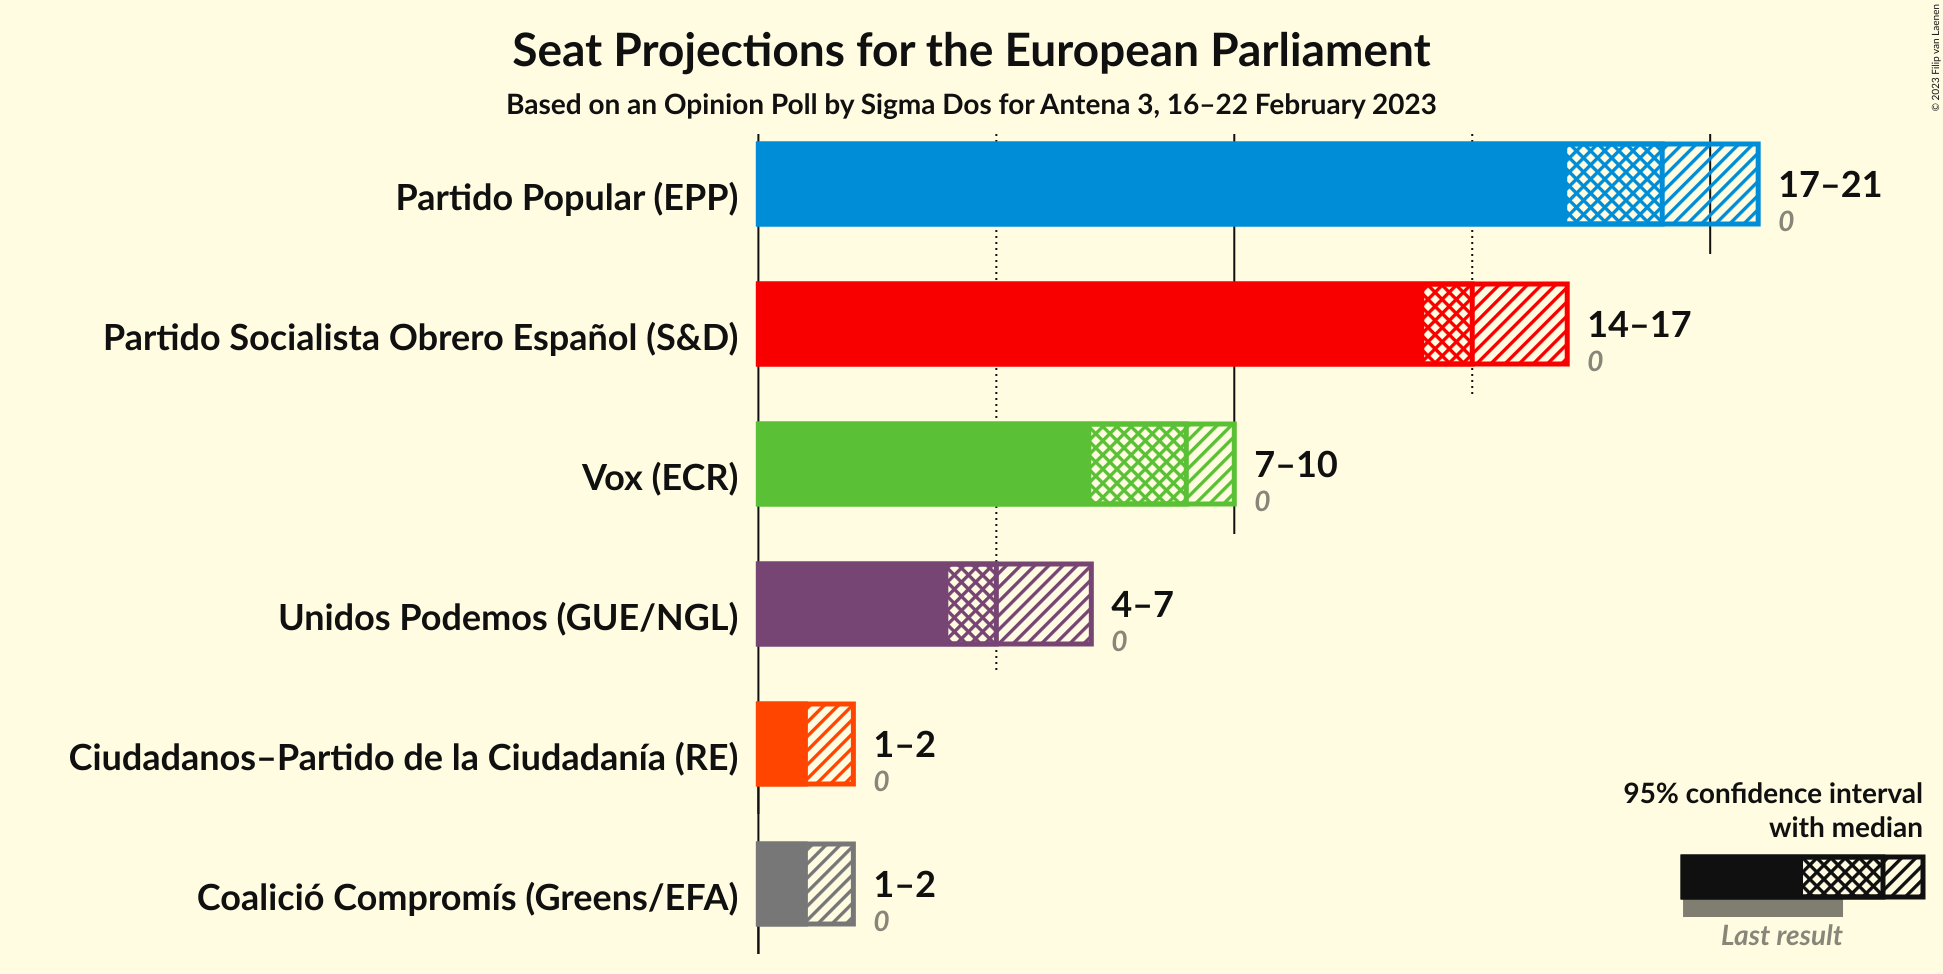 Seat Projections for the European Parliament
Based on an Opinion Poll by Sigma Dos for Antena 3, 16–22 February 2023
© 2023 Filip van Laenen
Partido Popular (EPP)
17–21
0
Partido Socialista Obrero Español (S&D)
14–17
0
Vox (ECR)
7–10
0
Unidos Podemos (GUE/NGL)
4–7
0
Ciudadanos–Partido de la Ciudadanía (RE)
1–2
0
Coalició Compromís (Greens/EFA)
1–2
0
95% confidence interval
with median
Last result